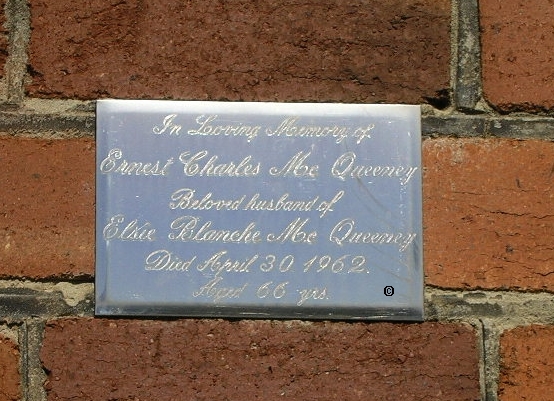 In Loving Memory of
Ernest Charles Mc Queeney
Beloved husband of
Elsie Blanche Mc Queeney
Died April 30 1962.
Aged 66 yrs.
©